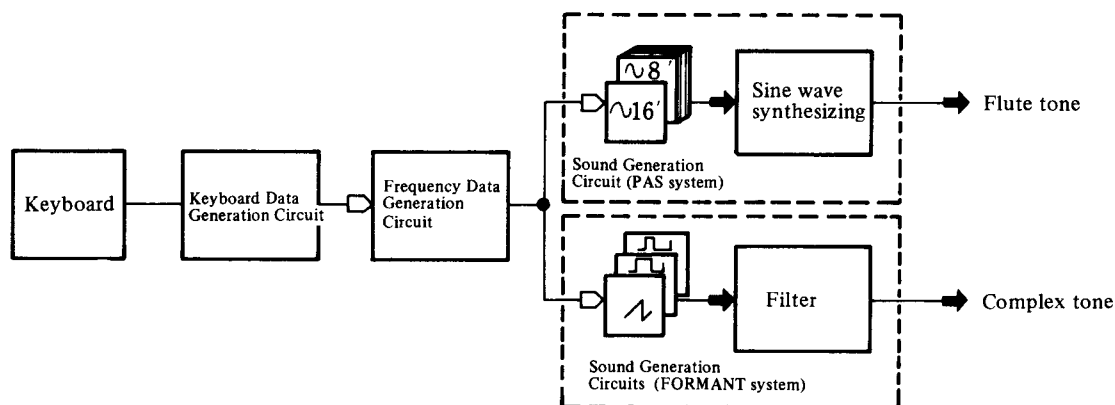 Keyboard
Keyboard Data
Generation Circuit
Frequency Data
Generation
Circuit
∿8′
∿16′
Sine wave
synthesizing
Flute tone
Sound Generation
Circuit (PAS system)
Filter
Complex tone
Sound Generation
Circuits (FORMANT system)